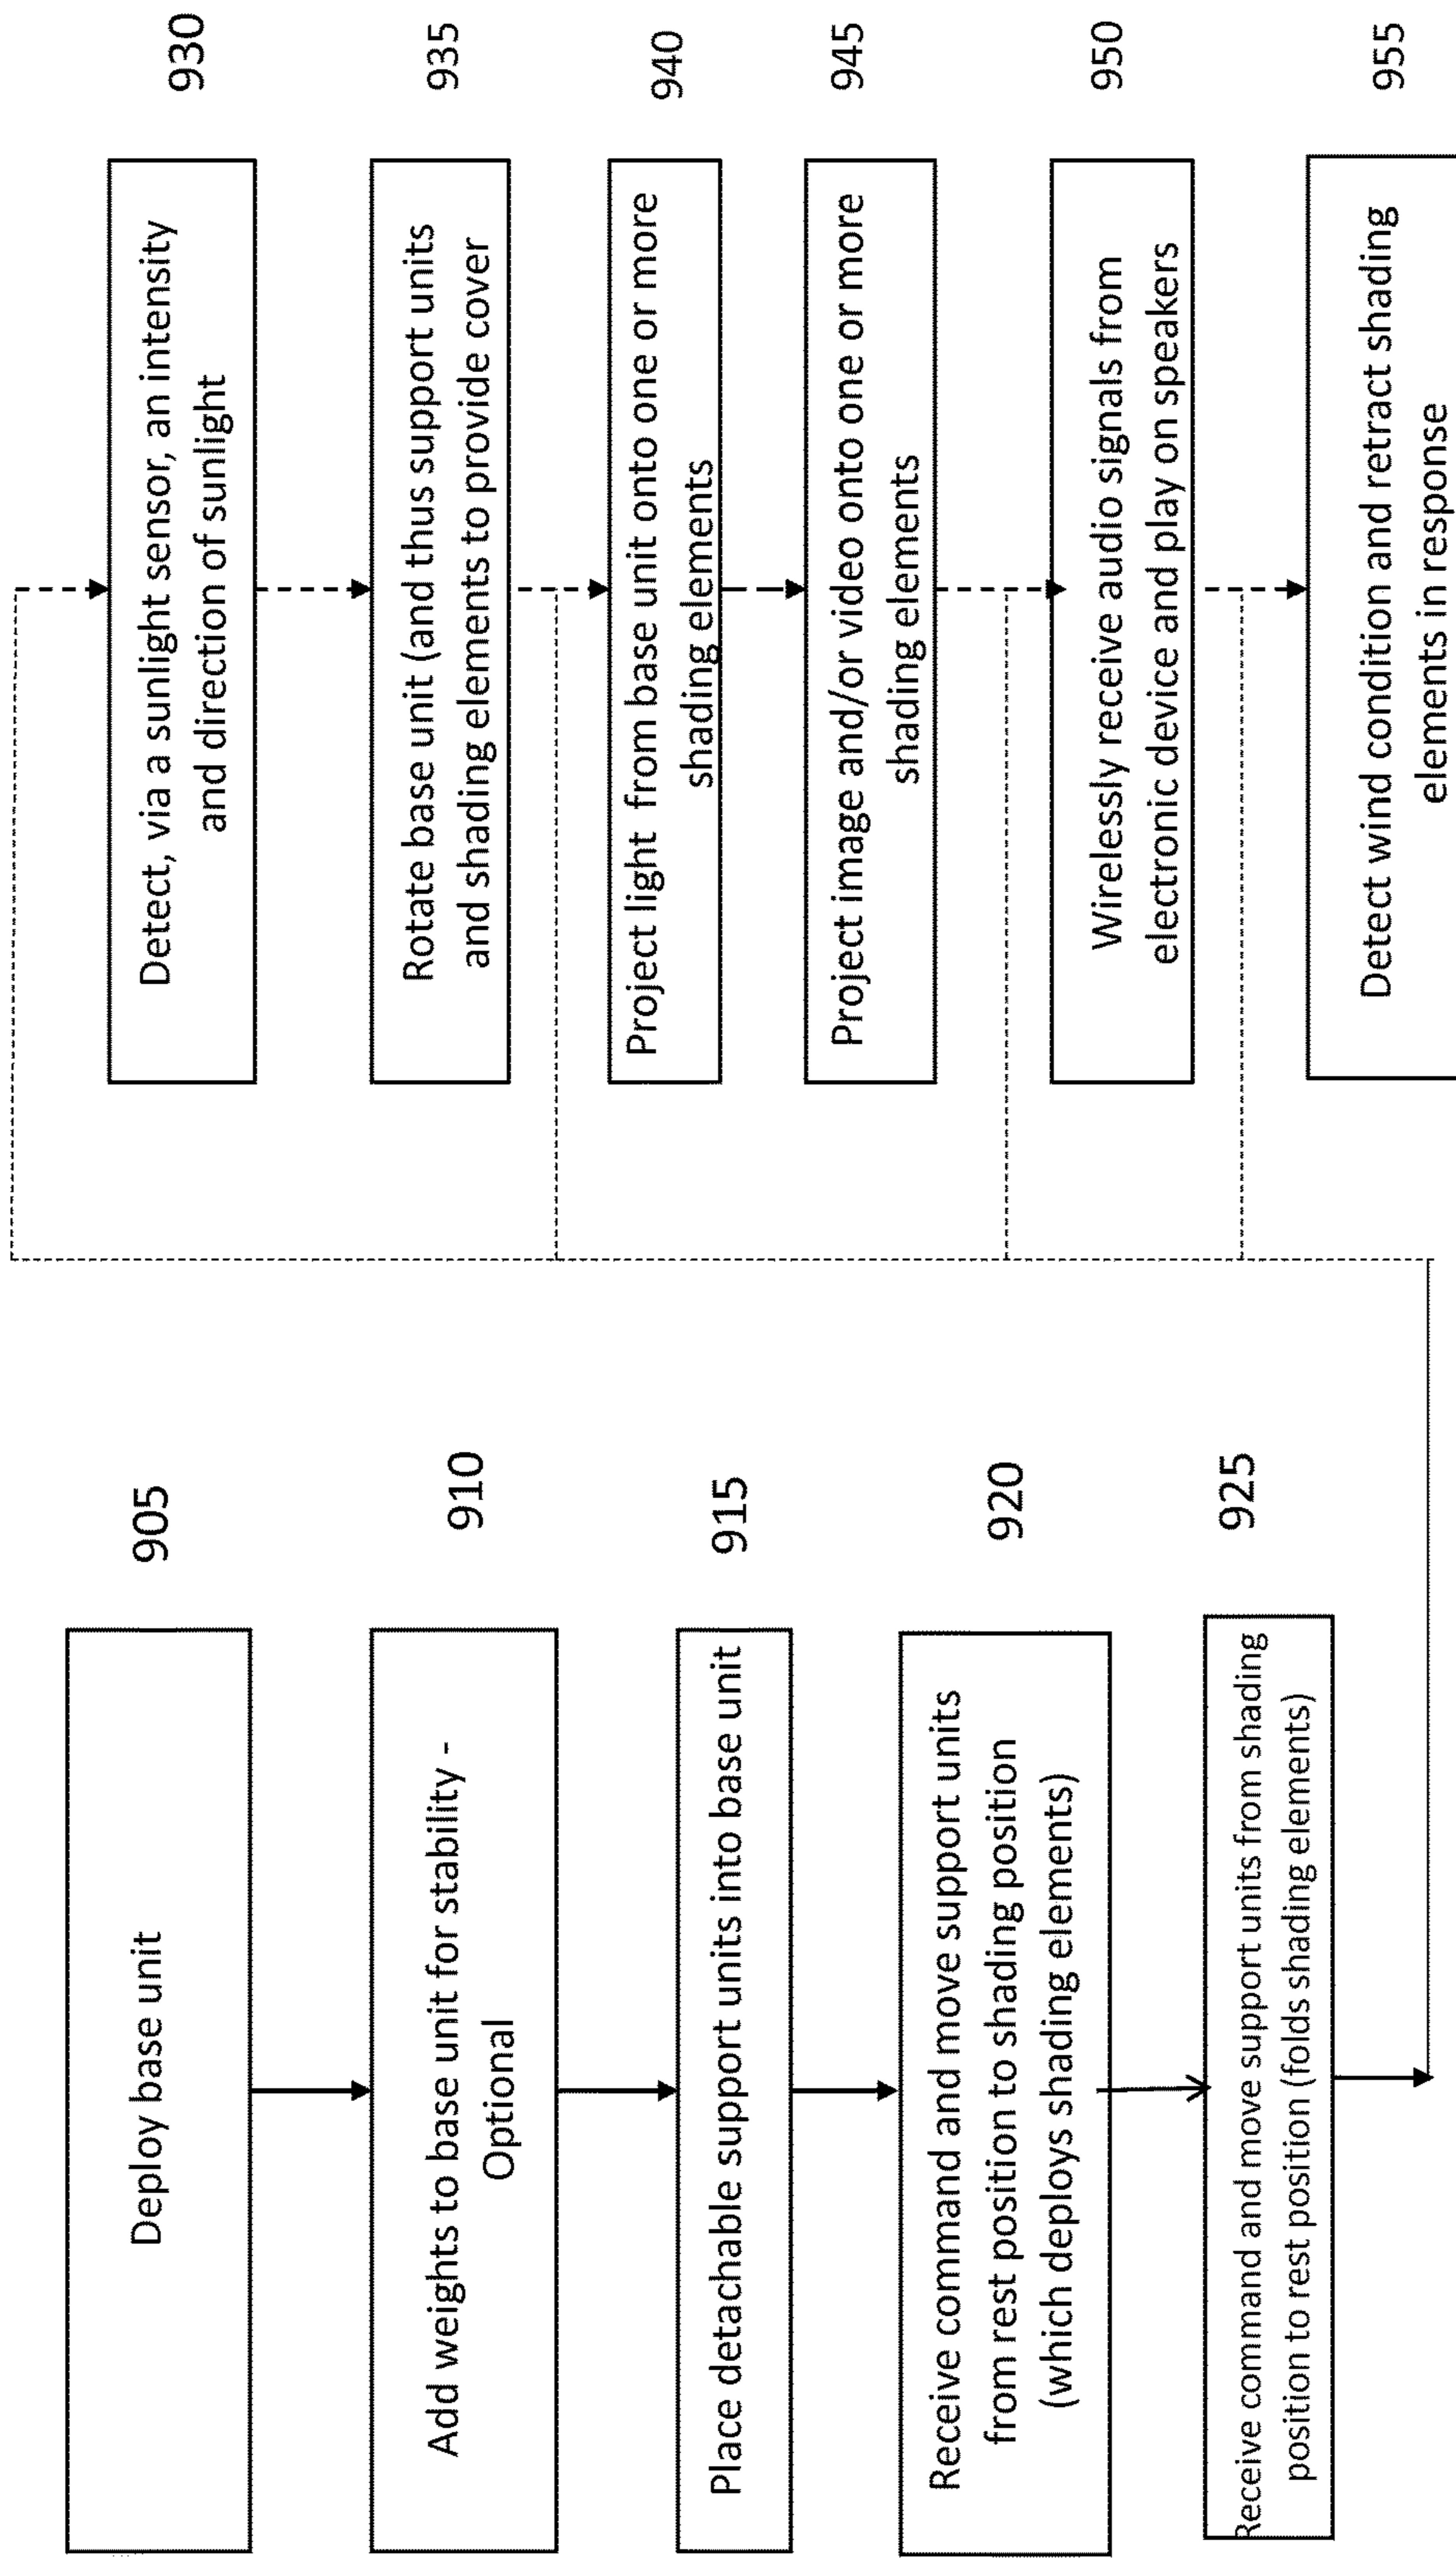 Deploy base unit
905
Add weights to base unit for stability -
Optional
910
Place detachable support units into base unit
915
Receive command and move support units
from rest position to shading position
(which deploys shading elements)
920
Receive command and move support units from shading
position to rest position (folds shading elements)
925
Detect, via a sunlight sensor, an intensity
and direction of sunlight
930
Rotate base unit (and thus support units
and shading elements to provide cover
935
Project light from base unit onto one or more
shading elements
940
Project image and/or video onto one or more
shading elements
945
Wirelessly receive audio signals from
electronic device and play on speakers
950
Detect wind condition and retract shading
elements in response
955